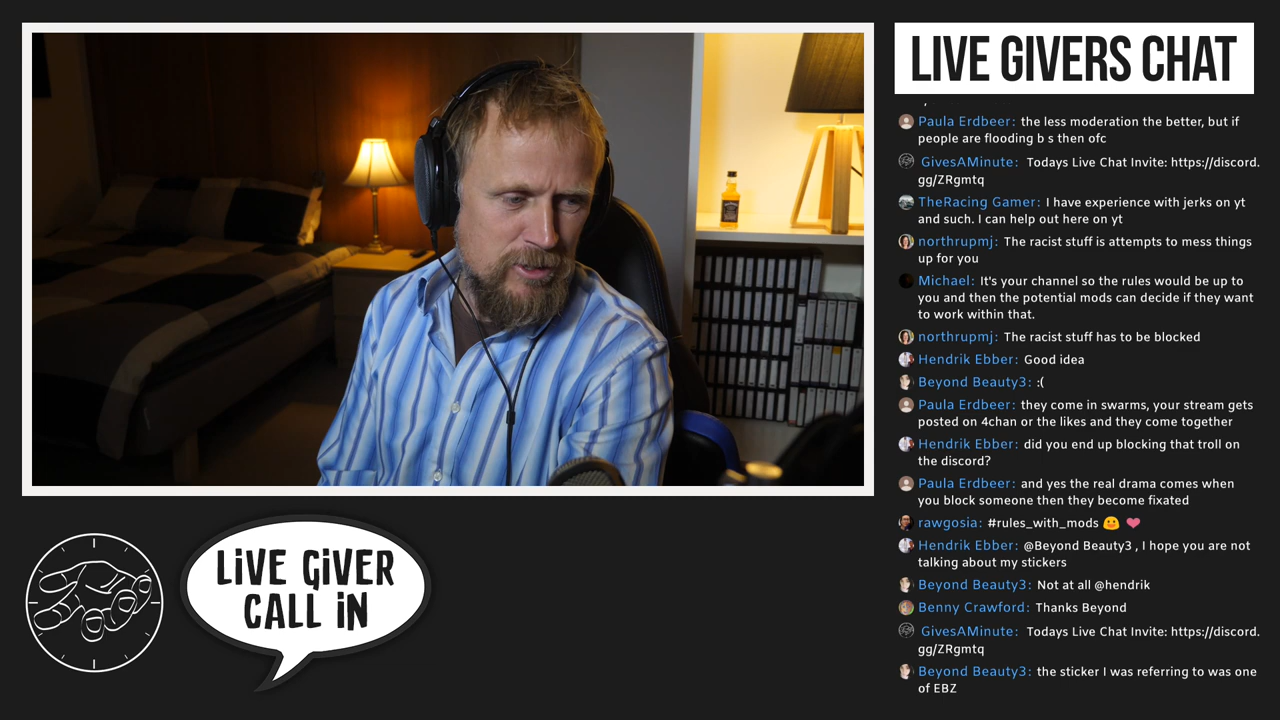 LIVE GIVERS CHAT
Paula Erdbeer: the less moderation the better, but if
people are flooding b s then ofc
GivesAMinute: Todays Live Chat Invite: https://discord.
gg/ZRgmtq
TheRacing Gamer: I have experience with jerks on yt
and such. I can help out here on yt
northrupmj: The racist stuff is attempts to mess things
up for you
Michael: It's your channel so the rules would be up to
you and then the potential mods can decide if they want
to work within that.
northrupmj: The racist stuff has to be blocked
Hendrik Ebber: Good idea
Beyond Beauty3: :(
Paula Erdbeer: they come in swarms, your stream gets
posted on 4chan or the likes and they come together
Hendrik Ebber: did you end up blocking that troll on
the discord?
Paula Erdbeer: and yes the real drama comes when
you block someone then they become fixated
rawgosia: #rules_with_mods 😃 ❤
Hendrik Ebber: @Beyond Beauty3 , I hope you are not
talking about my stickers
Beyond Beauty3: Not at all @hendrik
Benny Crawford: Thanks Beyond
GivesAMinute: Todays Live Chat Invite: https://discord.
gg/ZRgmtq
Beyond Beauty3: the sticker I was referring to was one
of EBZ
LiVE GiVER
CALL iN